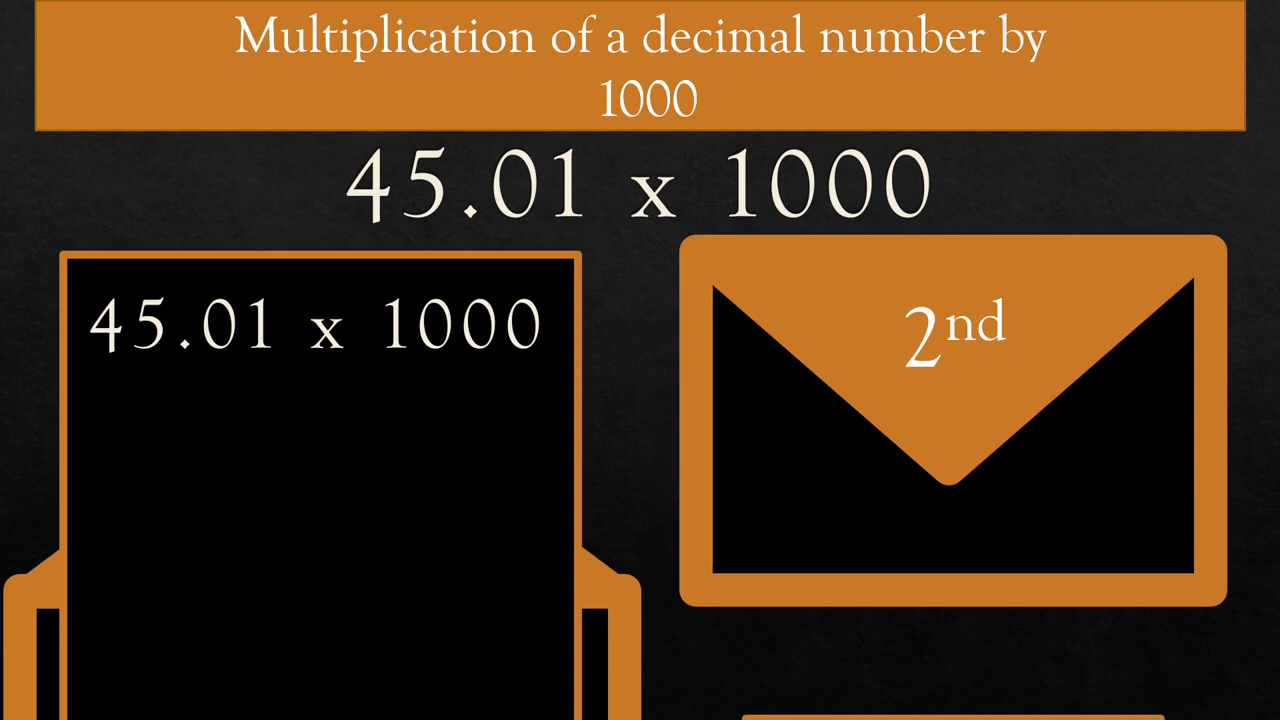 Multiplication of a decimal number by
1000
45.01 x 1000
45.01 x 1000
2nd